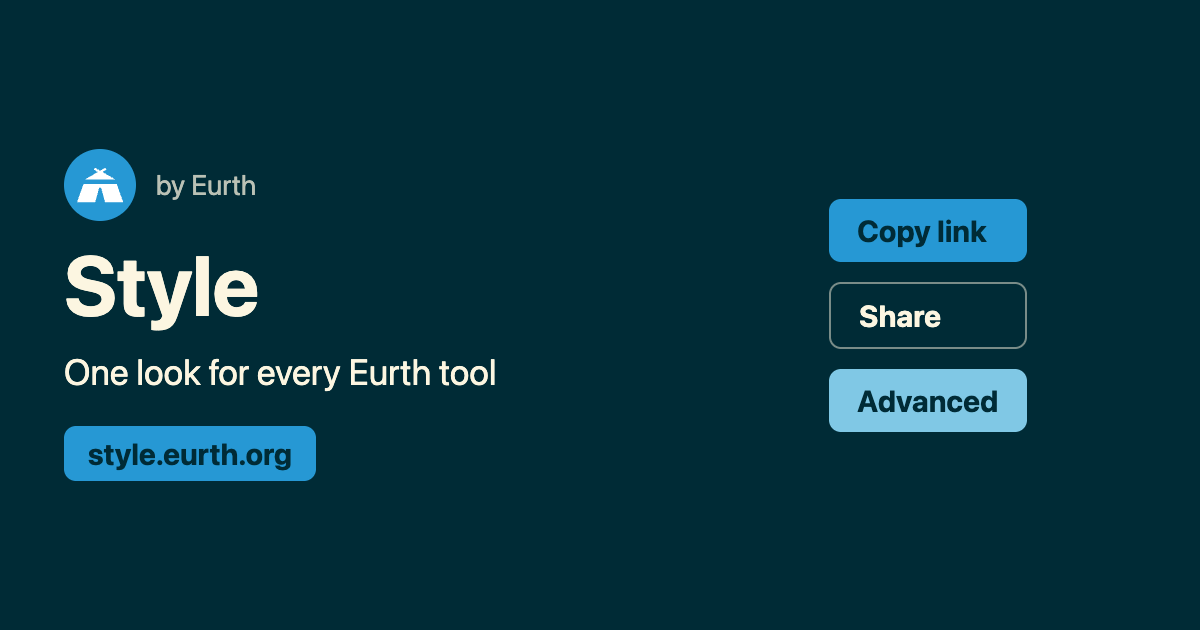 by Eurth
Style
One look for every Eurth tool
style.eurth.org
Copy link
Share
Advanced